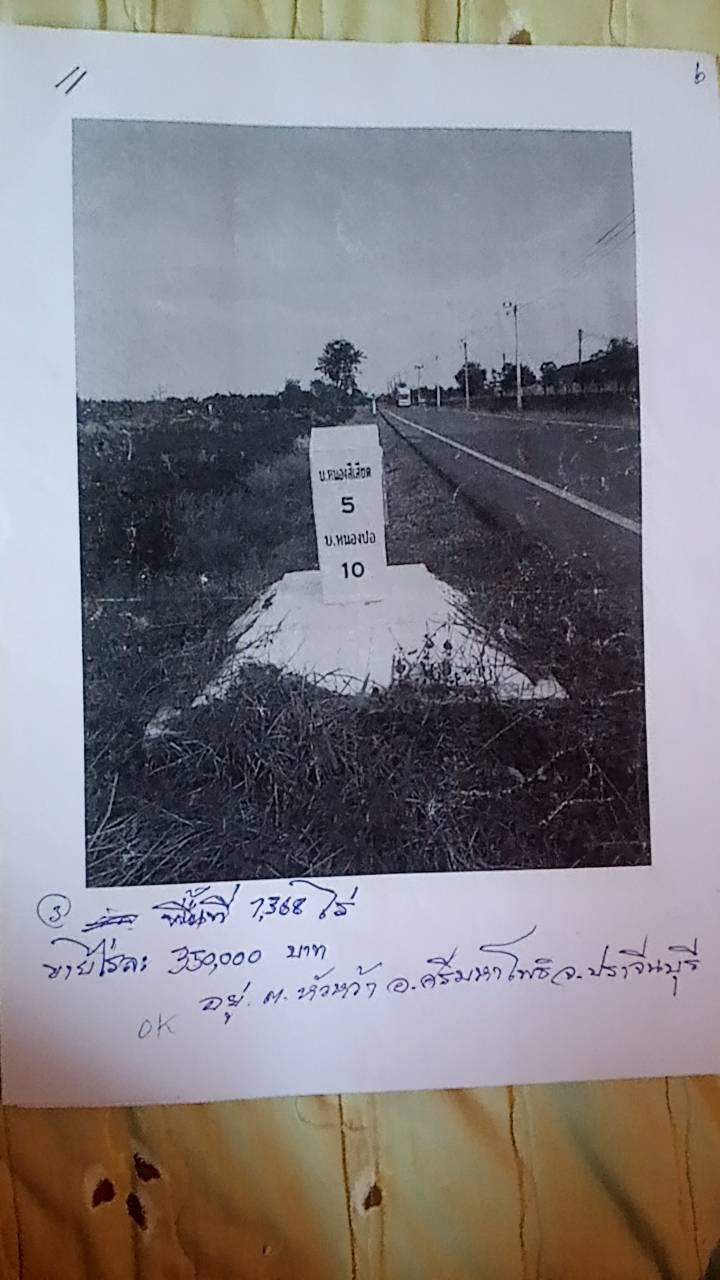 11
6
บ.หนองสีเสียด
5
บ.หนองปอ
10
3 พื้นที่ 1,368 ไร่
ขายไร่ละ 350,000 บาท
อยู่.ต.หัวหว้า อ.ศรีมหาโพธิ จ.ปราจีนบุรี
OK